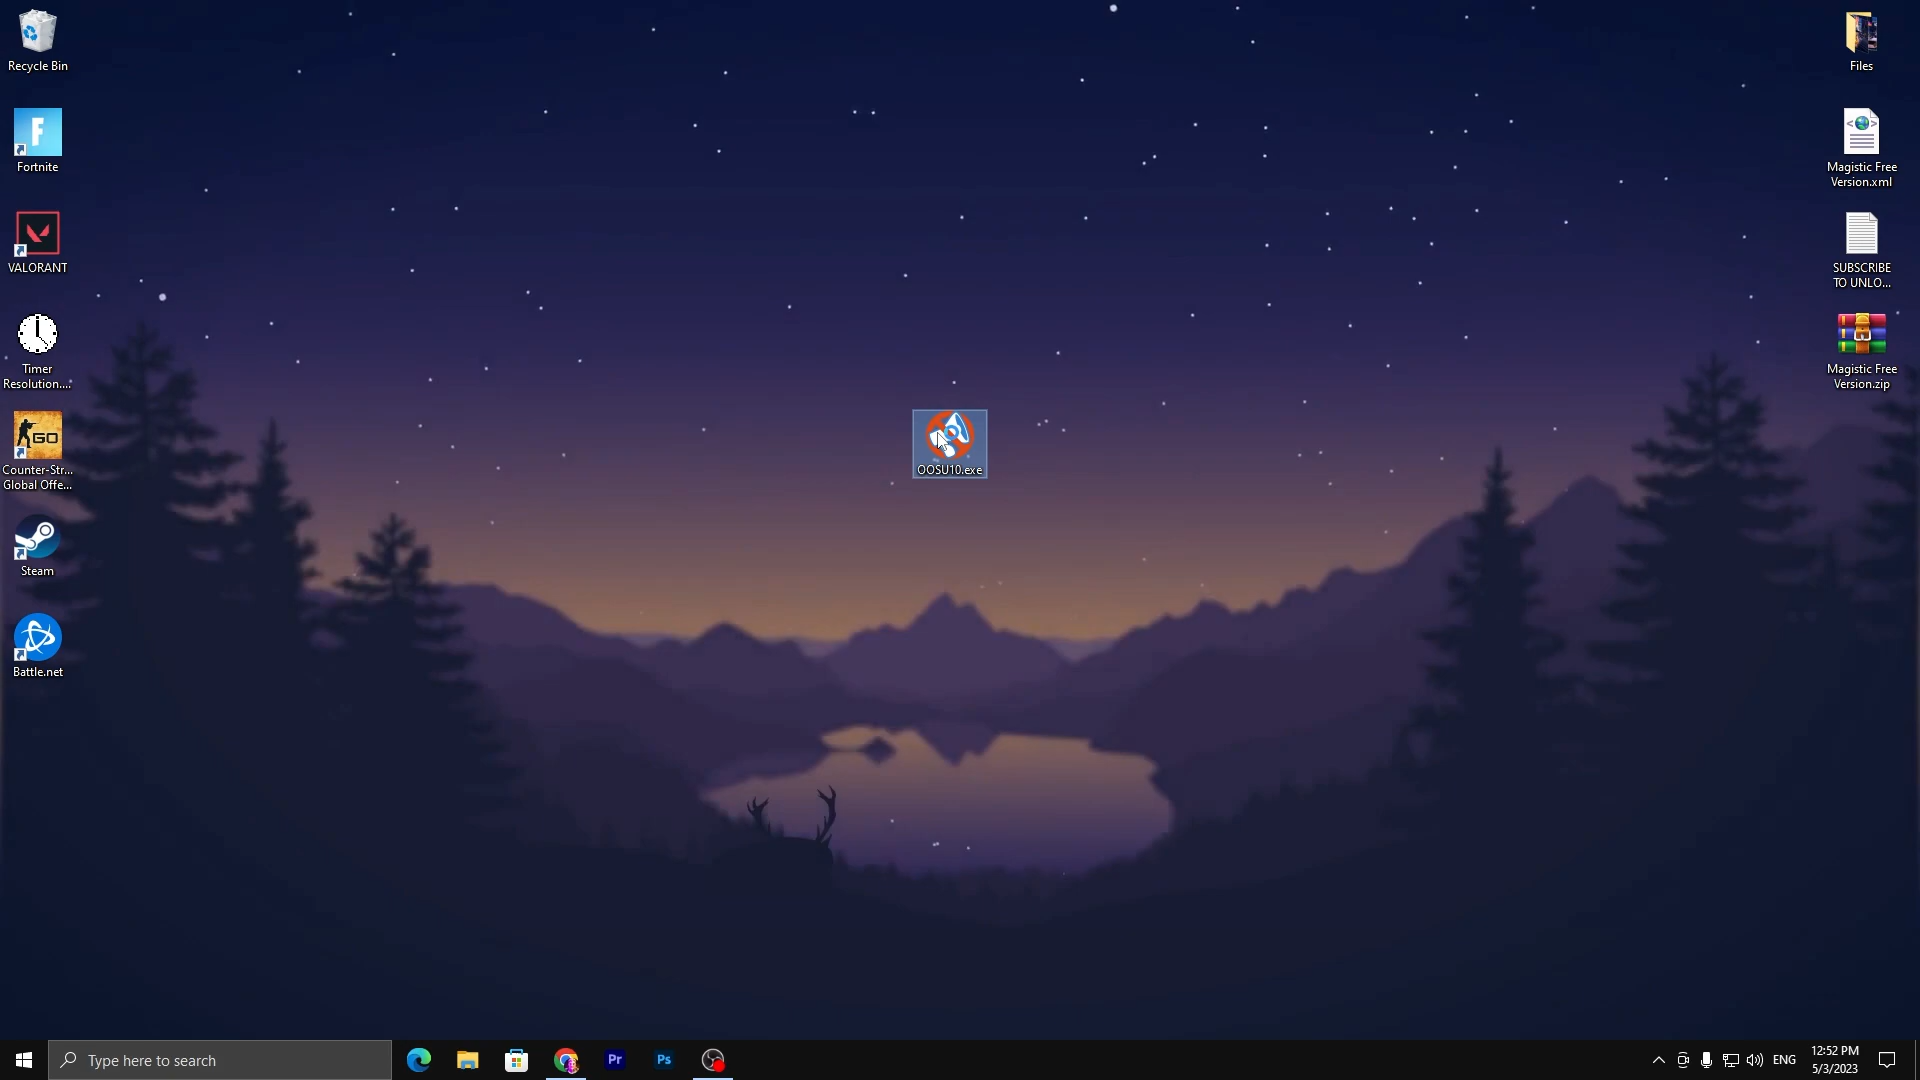 Recycle Bin
Fortnite
VALORANT
Timer
Resolution....
GO
Counter-Str...
Global Offe...
Steam
Battle.net
OOSU10.exe
Files
Magistic Free
Version.xml
SUBSCRIBE
TO UNLO...
Magistic Free
Version.zip
Type here to search
Pr
Ps
ENG
12:52 PM
5/3/2023